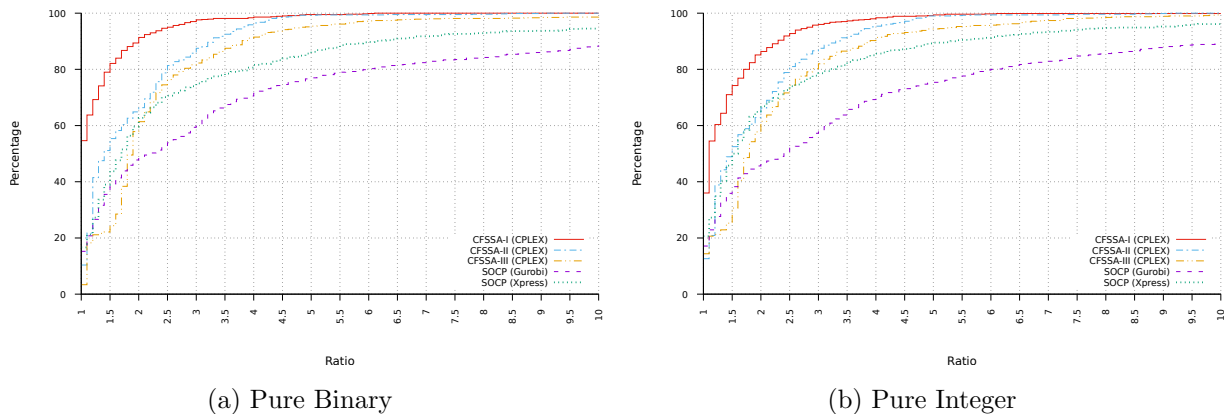 100
80
60
40
20
0
Percentage
CFSSA-I (CPLEX)
CFSSA-II (CPLEX)
CFSSA-III (CPLEX)
SOCP (Gurobi)
SOCP (Xpress)
1 1.5 2 2.5 3 3.5 4 4.5 5 5.5 6 6.5 7 7.5 8 8.5 9 9.5 10
Ratio
(a) Pure Binary
100
80
60
40
20
0
Percentage
CFSSA-I (CPLEX)
CFSSA-II (CPLEX)
CFSSA-III (CPLEX)
SOCP (Gurobi)
SOCP (Xpress)
1 1.5 2 2.5 3 3.5 4 4.5 5 5.5 6 6.5 7 7.5 8 8.5 9 9.5 10
Ratio
(b) Pure Integer